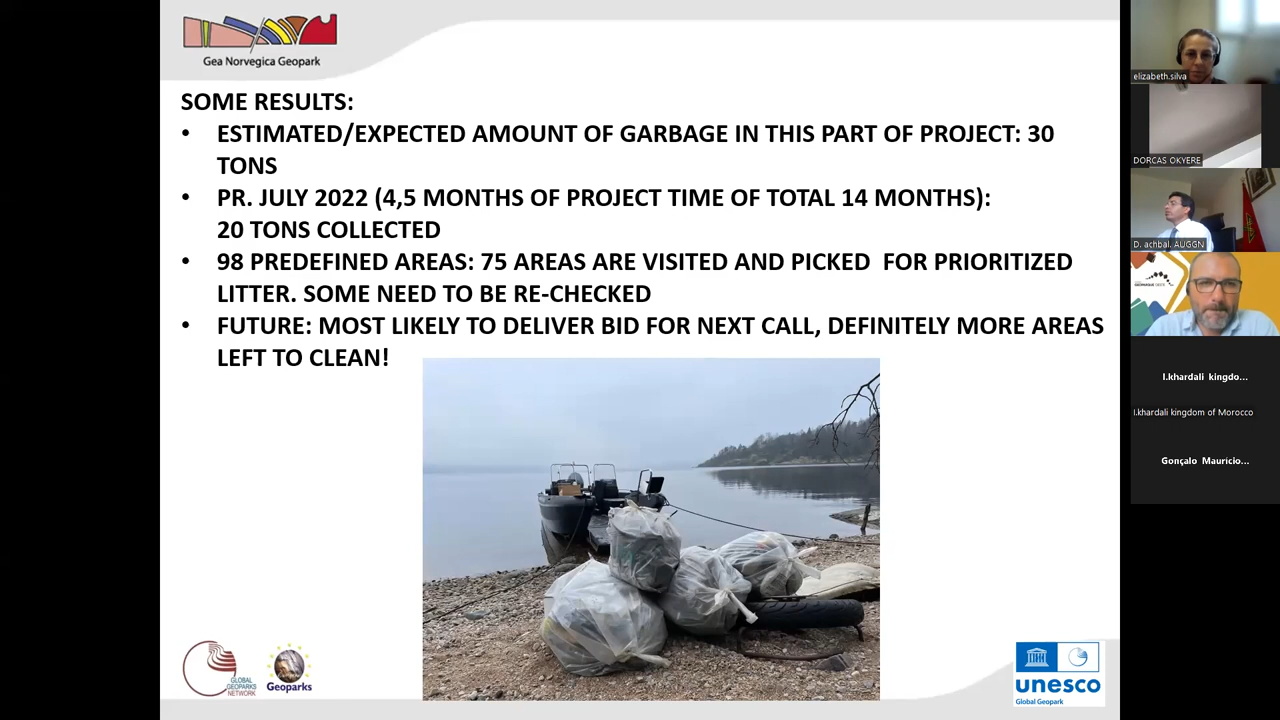 Gea Norvegica Geopark
SOME RESULTS:
• ESTIMATED/EXPECTED AMOUNT OF GARBAGE IN THIS PART OF PROJECT: 30
TONS
• PR. JULY 2022 (4,5 MONTHS OF PROJECT TIME OF TOTAL 14 MONTHS):
20 TONS COLLECTED
• 98 PREDEFINED AREAS: 75 AREAS ARE VISITED AND PICKED FOR PRIORITIZED
LITTER. SOME NEED TO BE RE-CHECKED
• FUTURE: MOST LIKELY TO DELIVER BID FOR NEXT CALL, DEFINITELY MORE AREAS
LEFT TO CLEAN!
GLOBAL
GEOPARKS
NETWORK
Geoparks
unesco
Global Geopark
elizabeth.silva
DORCAS OKYERE
D. achbal. AUGGN
I.khardali kingdo...
I.khardali kingdom of Morocco
Gonçalo Maurício...